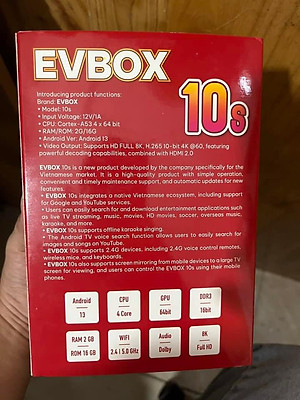 EVBOX
10s
Introducing product functions:
Brand: EVBOX
• Model: 10s
• Input Voltage: 12V/1A
• CPU: Cortex-A53 4 x 64 bit
• RAM/ROM: 2G/16G
• Android Ver: Android 13
• Video Output: Supports HD FULL 8K, H.265 10-bit 4K @60, featuring
powerful decoding capabilities, combined with HDMI 2.0
EVBOX 10s is a new product developed by the company specifically for the
Vietnamese market. It is a high-quality product with simple operation,
convenient and timely maintenance support, and automatic updates for new
features.
• EVBOX 10s integrates a native Vietnamese ecosystem, including support
for Google and YouTube services.
• Users can easily search for and download entertainment applications such
as live TV streaming, music, movies, HD movies, soccer, overseas music,
karaoke, and more.
• EVBOX 10s supports offline karaoke singing.
• The Android TV voice search function allows users to easily search for
images and songs on YouTube.
• EVBOX 10s supports 2.4G devices, including 2.4G voice control remotes,
wireless mice, and keyboards.
• EVBOX 10s also supports screen mirroring from mobile devices to a large TV
screen for viewing, and users can control the EVBOX 10s using their mobile
phones.
Android
13
CPU
4 Core
GPU
64bit
DDR3
16bit
RAM 2 GB
ROM 16 GB
WIFI
2.4 I 5.0 GHz
Audio
Dolby
8K
Full HD